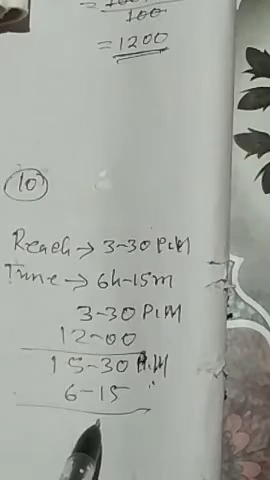 100
= 1200
10
Reach → 3-30 P.M
Time → 6h-15m
3-30 P.M
12-00
15-30 P.M
6-15